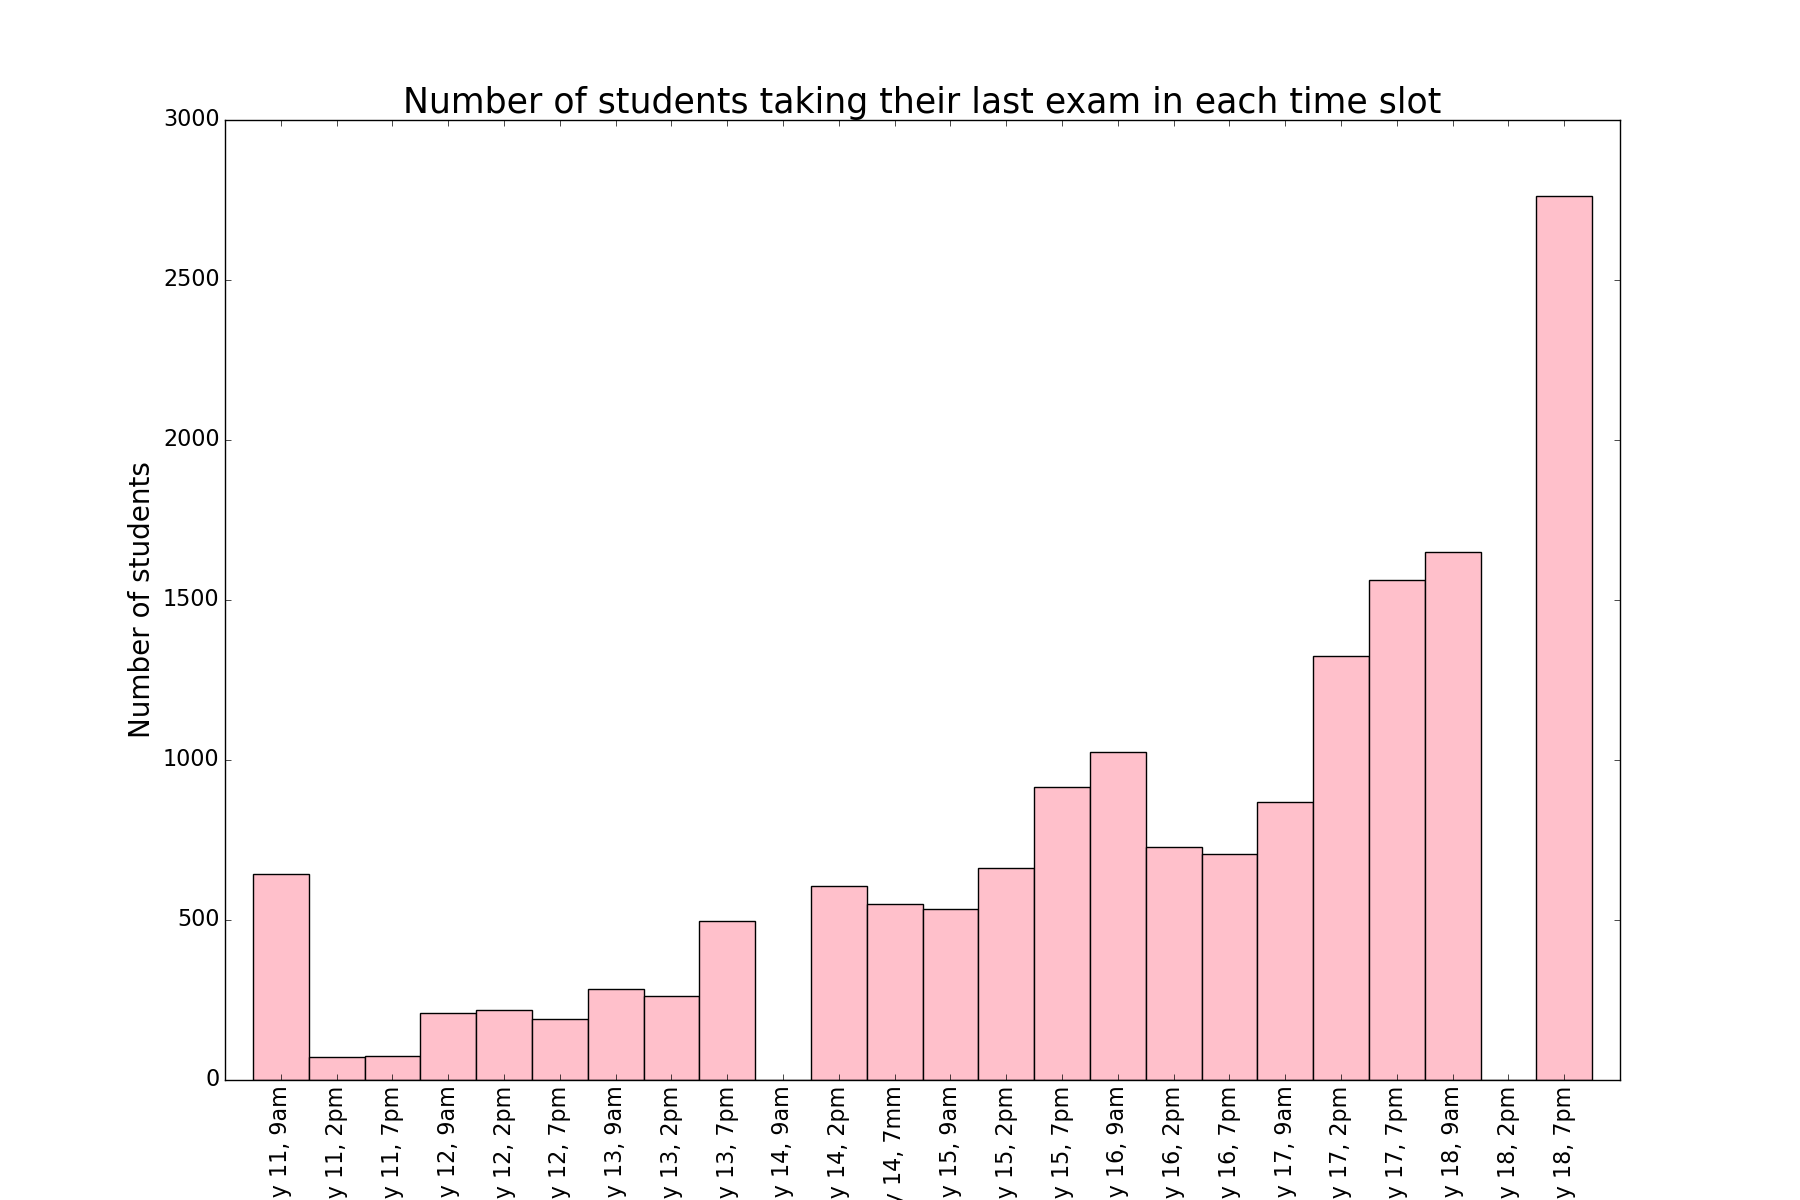 Number of students taking their last exam in each time slot
3000
2500
2000
1500
1000
500
0
Number of students
y 11, 9am
y 11, 2pm
y 11, 7pm
y 12, 9am
y 12, 2pm
y 12, 7pm
y 13, 9am
y 13, 2pm
y 13, 7pm
y 14, 9am
y 14, 2pm
y 14, 7mm
y 15, 9am
y 15, 2pm
y 15, 7pm
y 16, 9am
y 16, 2pm
y 16, 7pm
y 17, 9am
y 17, 2pm
y 17, 7pm
y 18, 9am
y 18, 2pm
y 18, 7pm